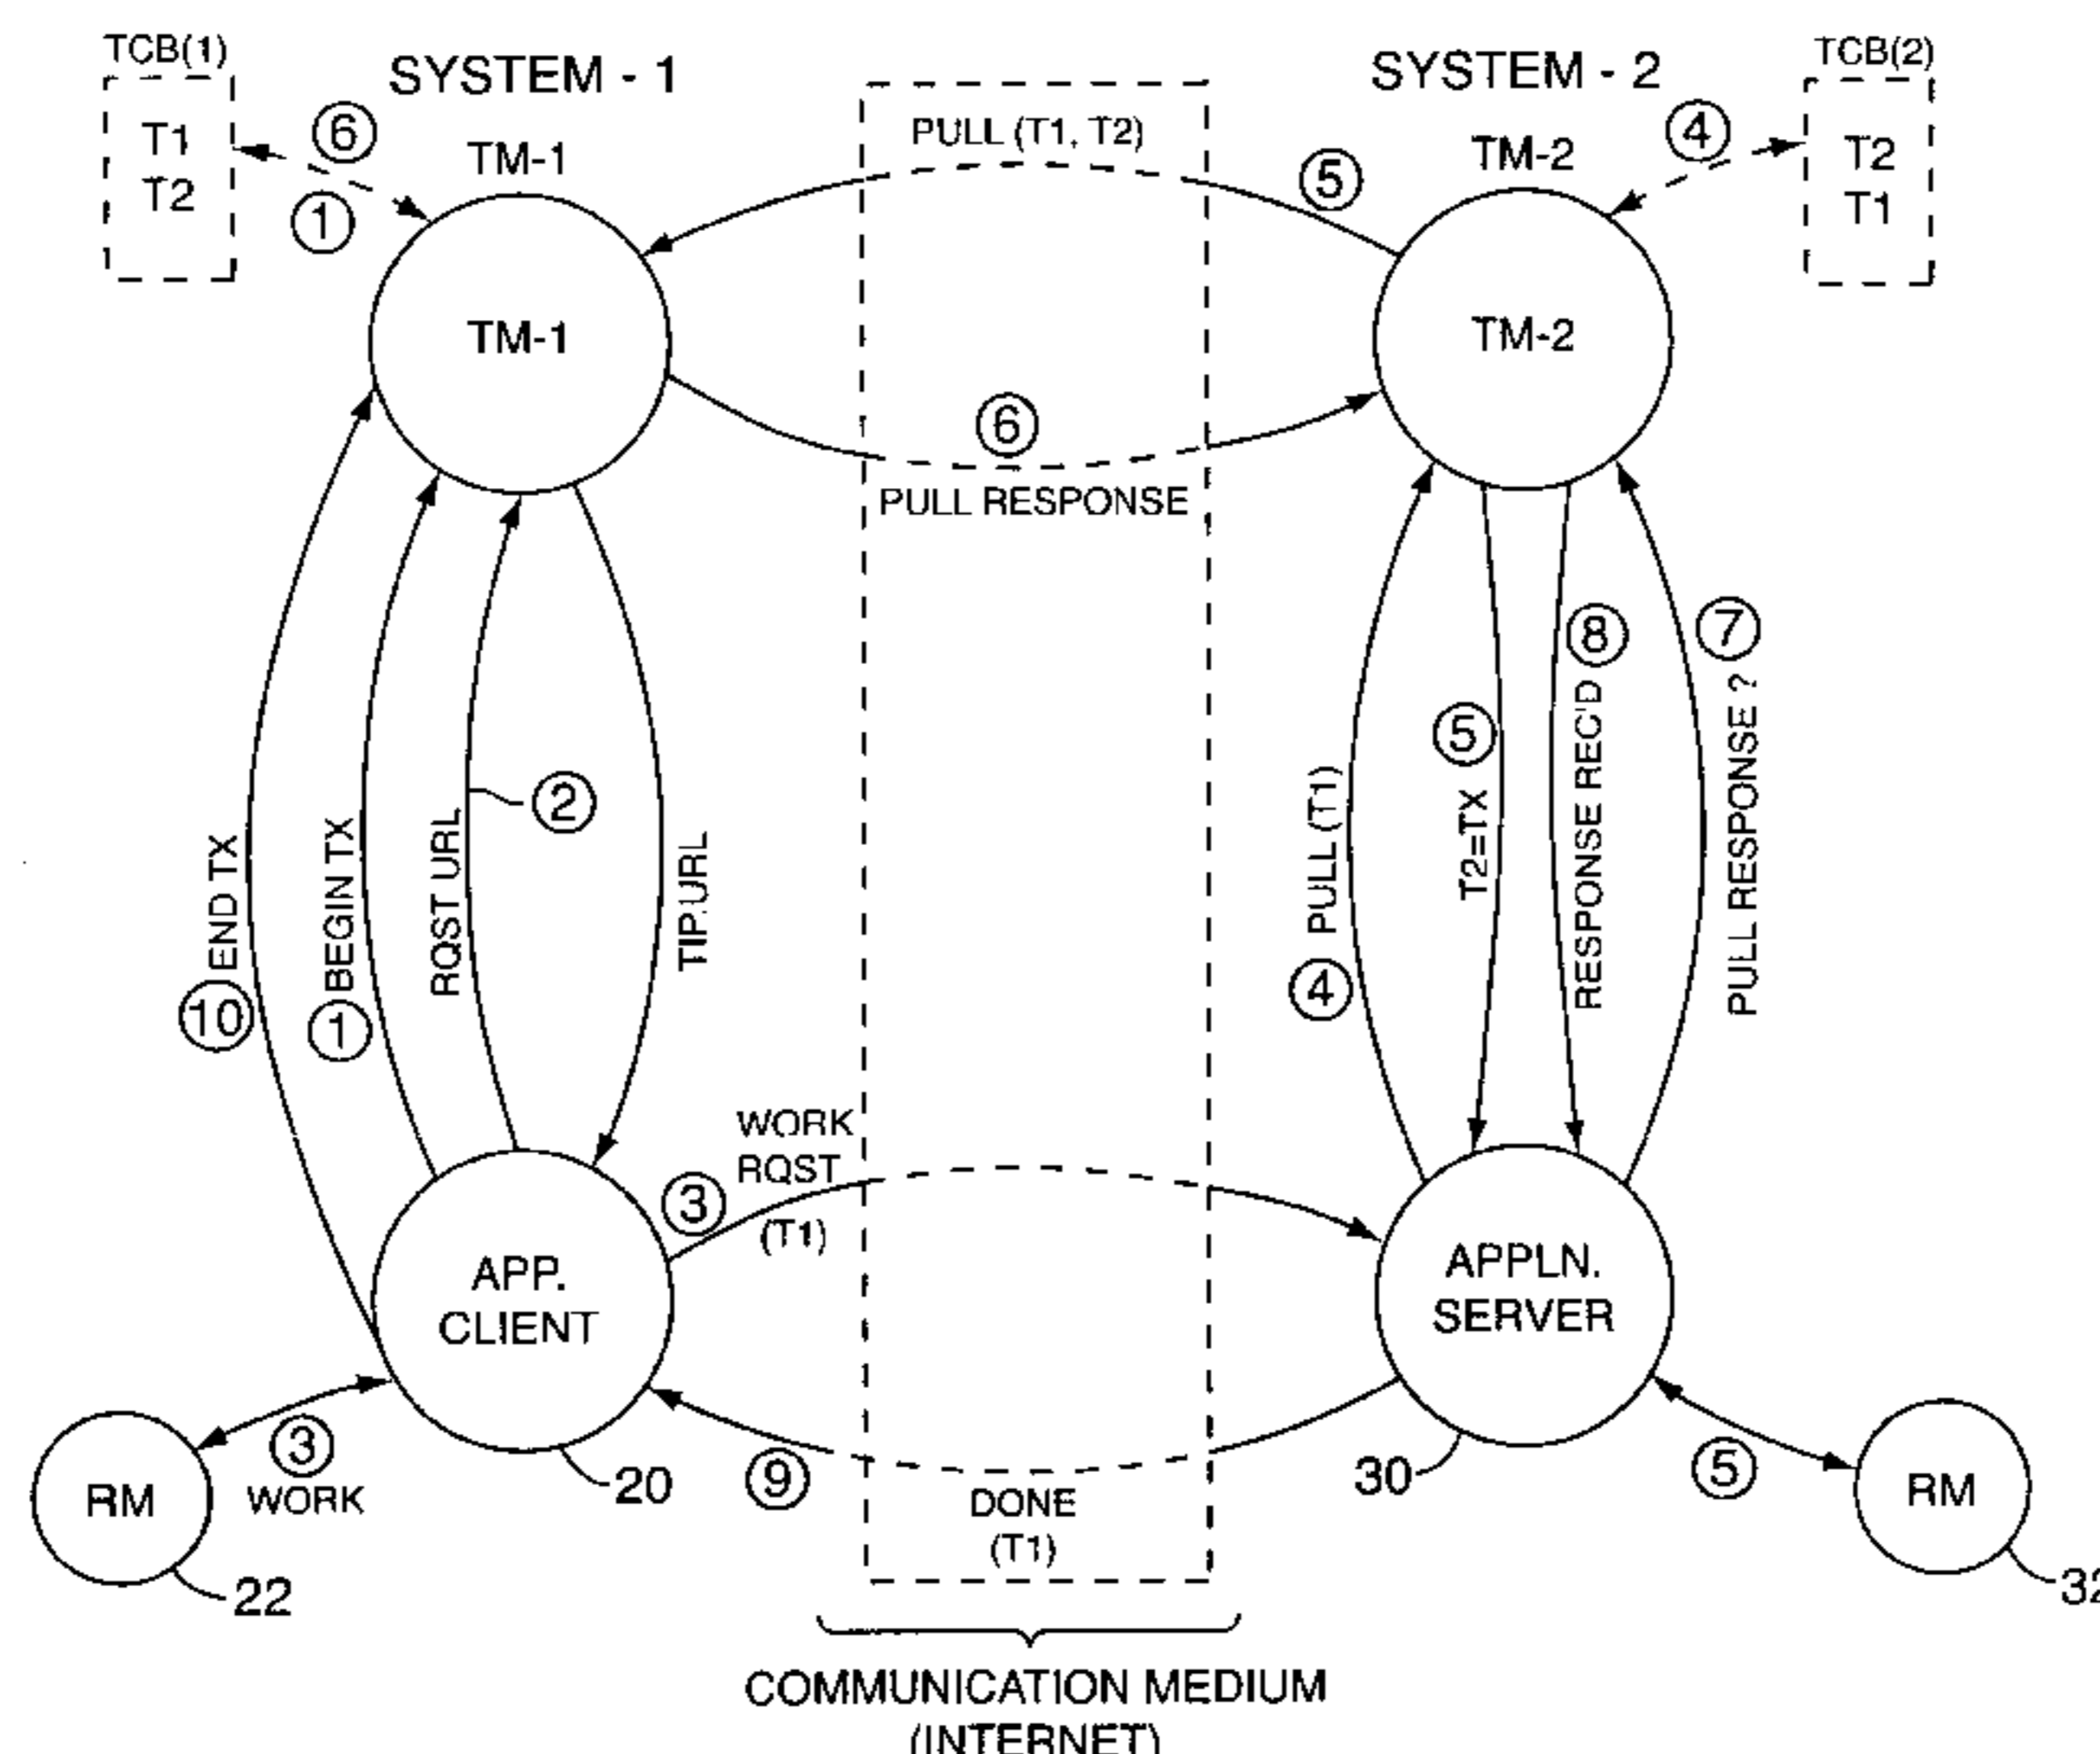 TCB(1)
SYSTEM - 1
SYSTEM - 2
TCB(2)
T1
T2
6
1
TM-1
PULL (T1, T2)
5
TM-2
4
T2
T1
TM-1
TM-2
6
PULL RESPONSE
10 END TX
1 BEGIN TX
RQST URL
2
TIP.URL
4 PULL (T1)
5
T2=TX
8
RESPONSE REC'D
7
PULL RESPONSE ?
WORK
RQST
3
(T1)
APP.
CLIENT
APPLN.
SERVER
RM
3
WORK
20
9
DONE
(T1)
30
5
RM
22
32
COMMUNICATION MEDIUM
(INTERNET)